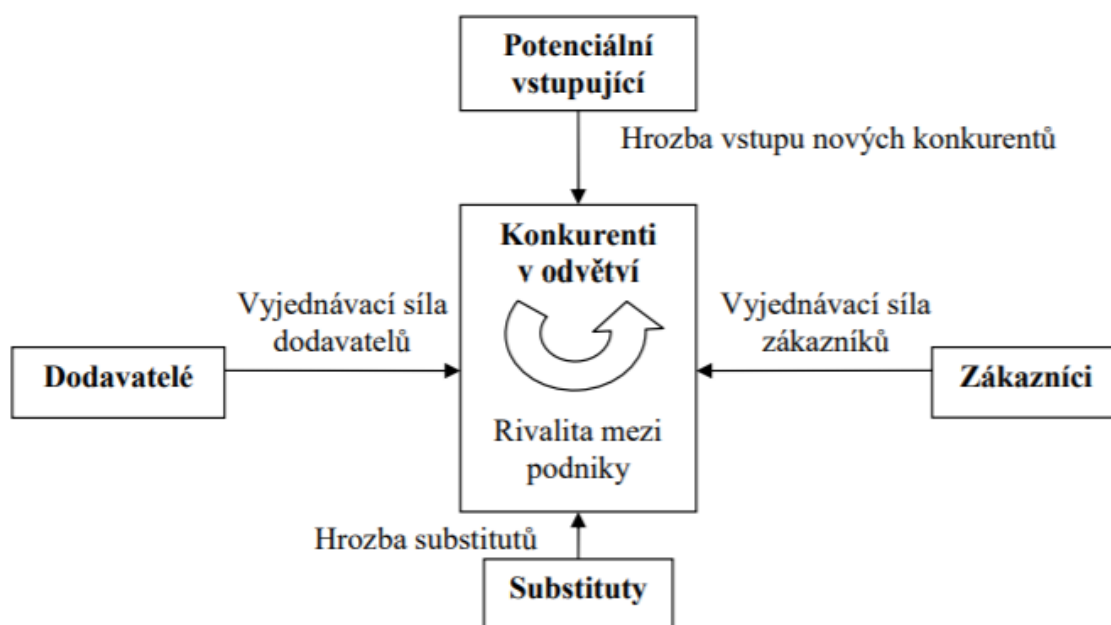 Potenciální
vstupující
Hrozba vstupu nových konkurentů
Konkurenti
v odvětví
Vyjednávací síla
dodavatelů
Vyjednávací síla
zákazníků
Dodavatelé
Zákazníci
Rivalita mezi
podniky
Hrozba substitutů
Substituty